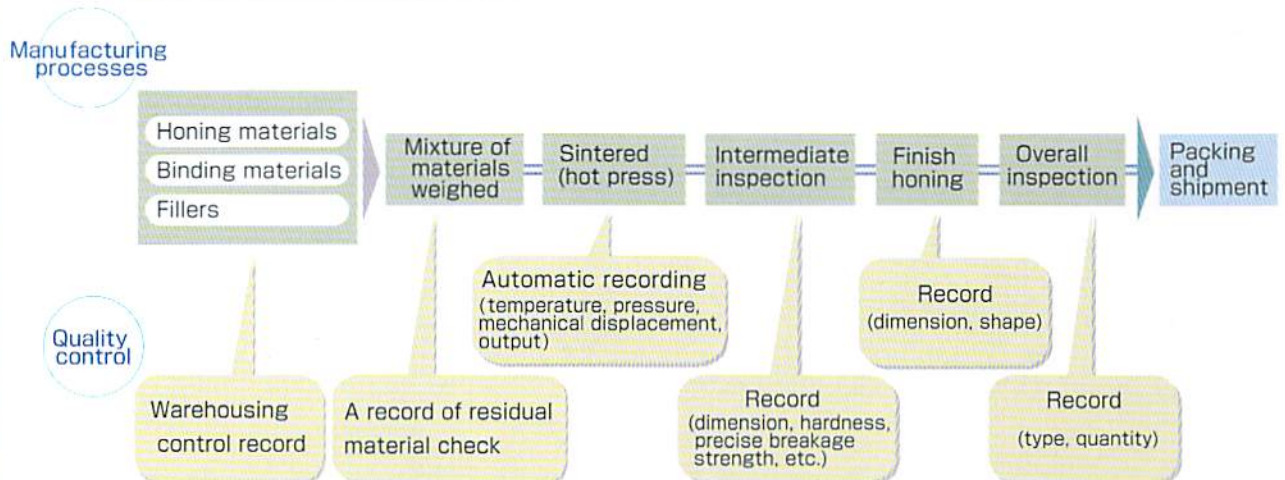 Manufacturing
processes
Honing materials
Binding materials
Fillers
Mixture of
materials
weighed
Sintered
(hot press)
Intermediate
inspection
Finish
honing
Overall
inspection
Packing
and
shipment
Quality
control
Warehousing
control record
A record of residual
material check
Automatic recording
(temperature, pressure,
mechanical displacement,
output)
Record
(dimension, hardness,
precise breakage
strength, etc.)
Record
(dimension, shape)
Record
(type, quantity)